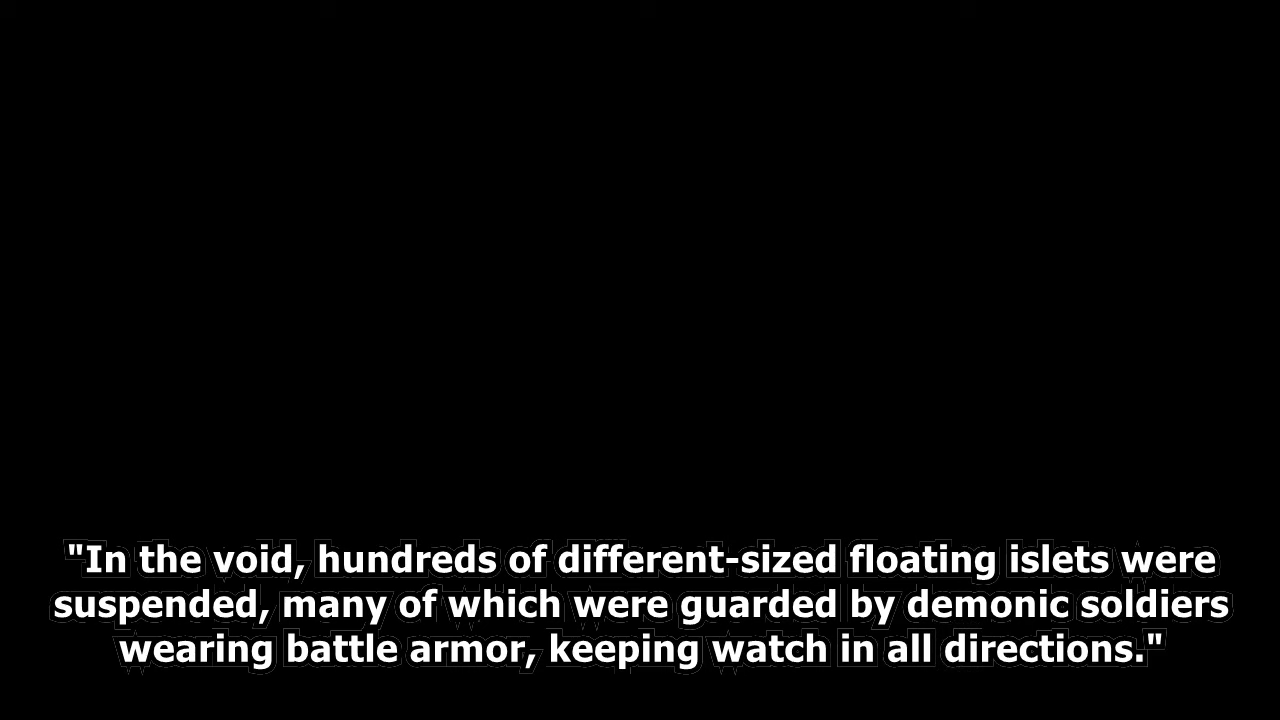 "In the void, hundreds of different-sized floating islets were
suspended, many of which were guarded by demonic soldiers
wearing battle armor, keeping watch in all directions."